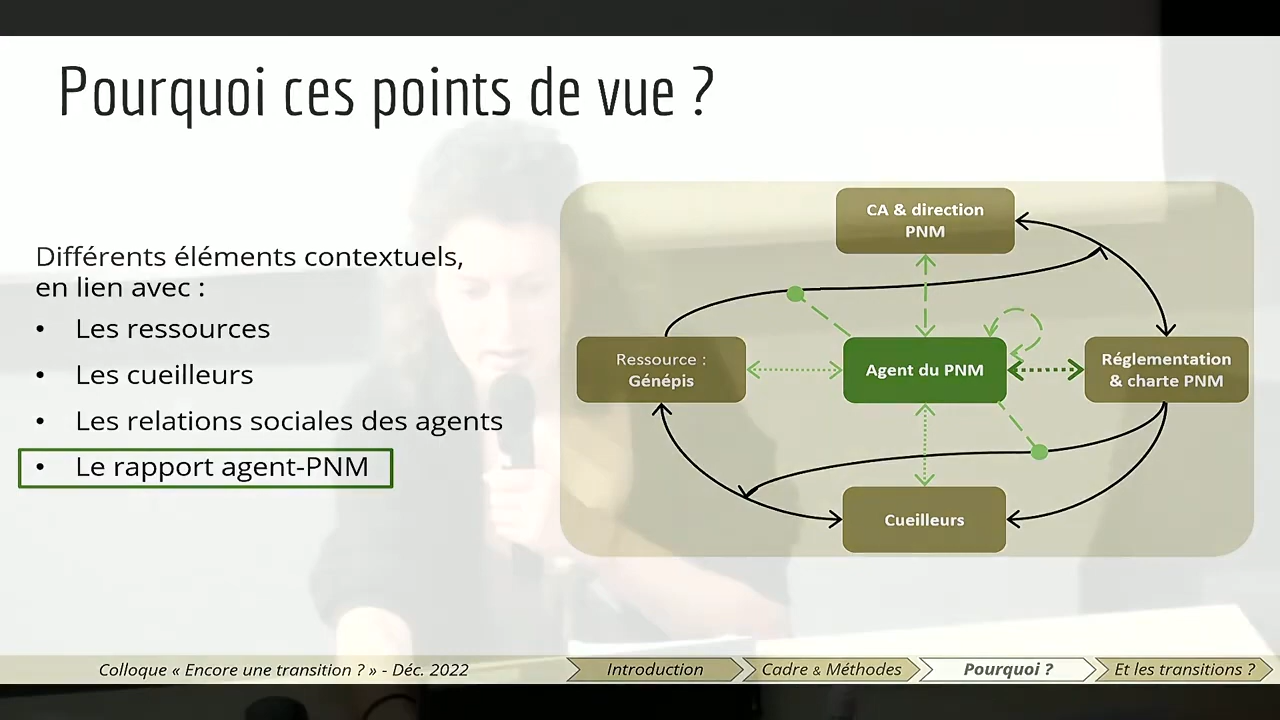 Pourquoi ces points de vue ?
Différents éléments contextuels,
en lien avec :
• Les ressources
• Les cueilleurs
• Les relations sociales des agents
• Le rapport agent-PNM
CA & direction
PNM
Ressource :
Génépis
Agent du PNM
Réglementation
& charte PNM
Cueilleurs
Colloque « Encore une transition ? » - Déc. 2022
Introduction
Cadre & Méthodes
Pourquoi ?
Et les transitions ?